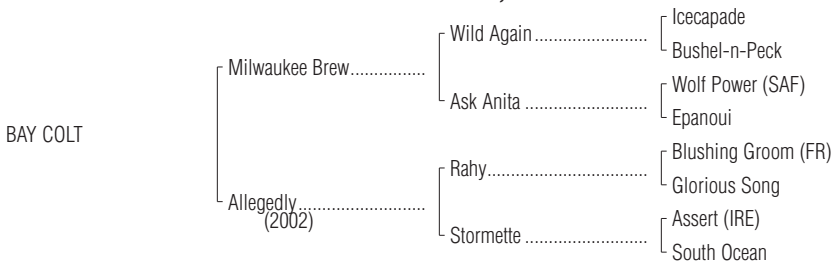 Icecapade
Wild Again
Bushel-n-Peck
Milwaukee Brew
Wolf Power (SAF)
Ask Anita
Epanoui
BAY COLT
Blushing Groom (FR)
Rahy
Glorious Song
Allegedly
(2002)
Assert (IRE)
Stormette
South Ocean